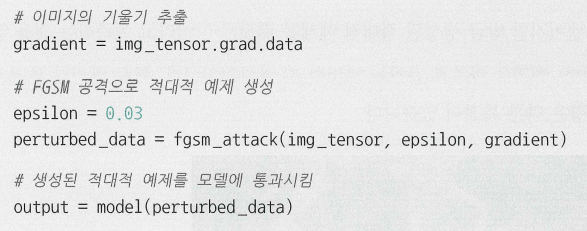 # 이미지의 기울기 추출
gradient = img_tensor.grad.data
# FGSM 공격으로 적대적 예제 생성
epsilon = 0.03
perturbed_data = fgsm_attack(img_tensor, epsilon, gradient)
# 생성된 적대적 예제를 모델에 통과시킴
output = model(perturbed_data)